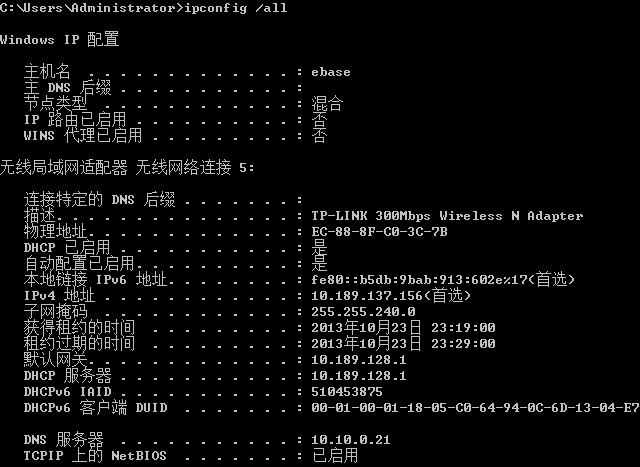 C:\Users\Administrator>ipconfig /all
Windows IP 配置
主机名 . . . . . . . . . . . . . : ebase
主 DNS 后缀 . . . . . . . . . . . :
节点类型 . . . . . . . . . . . . : 混合
IP 路由已启用 . . . . . . . . . . : 否
WINS 代理已启用 . . . . . . . . . : 否
无线局域网适配器 无线网络连接 5:
连接特定的 DNS 后缀 . . . . . . . :
描述. . . . . . . . . . . . . . . : TP-LINK 300Mbps Wireless N Adapter
物理地址. . . . . . . . . . . . . : EC-88-8F-C0-3C-7B
DHCP 已启用 . . . . . . . . . . . : 是
自动配置已启用. . . . . . . . . . : 是
本地链接 IPv6 地址. . . . . . . . : fe80::b5db:9bab:913:602e%17(首选)
IPv4 地址 . . . . . . . . . . . . : 10.189.137.156(首选)
子网掩码 . . . . . . . . . . . . : 255.255.240.0
获得租约的时间 . . . . . . . . . : 2013年10月23日 23:19:00
租约过期的时间 . . . . . . . . . : 2013年10月23日 23:29:00
默认网关. . . . . . . . . . . . . : 10.189.128.1
DHCP 服务器 . . . . . . . . . . . : 10.189.128.1
DHCPv6 IAID . . . . . . . . . . . : 510453875
DHCPv6 客户端 DUID . . . . . . . : 00-01-00-01-18-05-C0-64-94-0C-6D-13-04-E7
DNS 服务器 . . . . . . . . . . . : 10.10.0.21
TCPIP 上的 NetBIOS . . . . . . . : 已启用